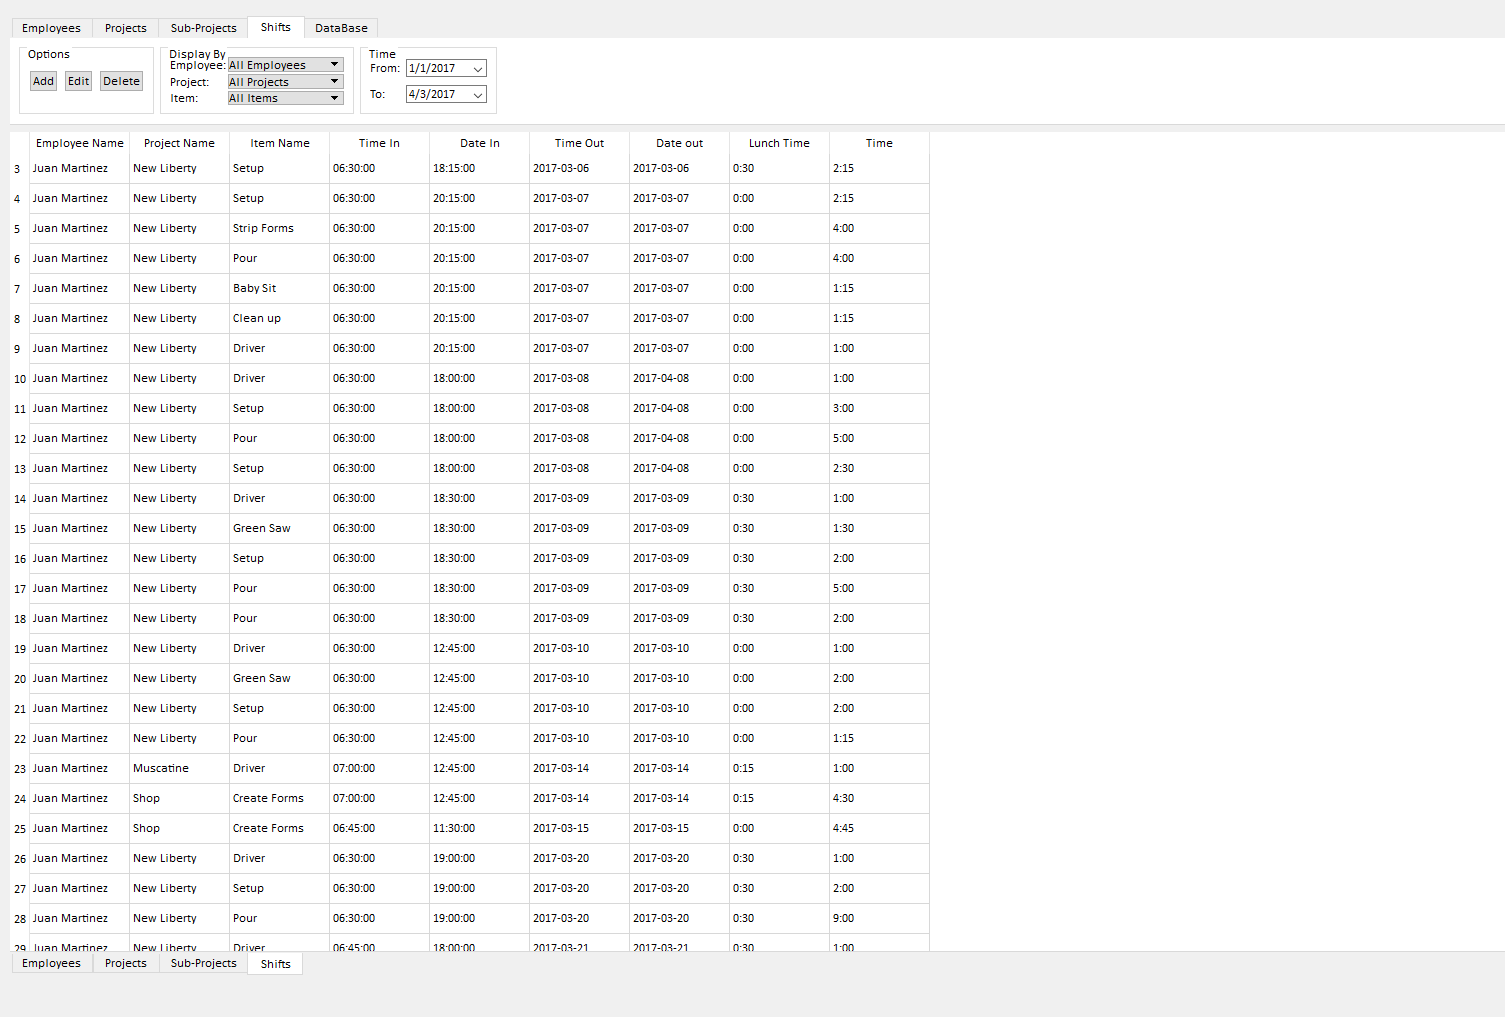 Employees Projects Sub-Projects Shifts DataBase
Options
Add Edit Delete
Display By
Employee: All Employees
Project: All Projects
Item: All Items
Time
From: 1/1/2017
To: 4/3/2017
Employee Name Project Name Item Name Time In Date In Time Out Date out Lunch Time Time
3 Juan Martinez New Liberty Setup 06:30:00 18:15:00 2017-03-06 2017-03-06 0:30 2:15
4 Juan Martinez New Liberty Setup 06:30:00 20:15:00 2017-03-07 2017-03-07 0:00 2:15
5 Juan Martinez New Liberty Strip Forms 06:30:00 20:15:00 2017-03-07 2017-03-07 0:00 4:00
6 Juan Martinez New Liberty Pour 06:30:00 20:15:00 2017-03-07 2017-03-07 0:00 4:00
7 Juan Martinez New Liberty Baby Sit 06:30:00 20:15:00 2017-03-07 2017-03-07 0:00 1:15
8 Juan Martinez New Liberty Clean up 06:30:00 20:15:00 2017-03-07 2017-03-07 0:00 1:15
9 Juan Martinez New Liberty Driver 06:30:00 20:15:00 2017-03-07 2017-03-07 0:00 1:00
10 Juan Martinez New Liberty Driver 06:30:00 18:00:00 2017-03-08 2017-04-08 0:00 1:00
11 Juan Martinez New Liberty Setup 06:30:00 18:00:00 2017-03-08 2017-04-08 0:00 3:00
12 Juan Martinez New Liberty Pour 06:30:00 18:00:00 2017-03-08 2017-04-08 0:00 5:00
13 Juan Martinez New Liberty Setup 06:30:00 18:00:00 2017-03-08 2017-04-08 0:00 2:30
14 Juan Martinez New Liberty Driver 06:30:00 18:30:00 2017-03-09 2017-03-09 0:30 1:00
15 Juan Martinez New Liberty Green Saw 06:30:00 18:30:00 2017-03-09 2017-03-09 0:30 1:30
16 Juan Martinez New Liberty Setup 06:30:00 18:30:00 2017-03-09 2017-03-09 0:30 2:00
17 Juan Martinez New Liberty Pour 06:30:00 18:30:00 2017-03-09 2017-03-09 0:30 5:00
18 Juan Martinez New Liberty Pour 06:30:00 18:30:00 2017-03-09 2017-03-09 0:30 2:00
19 Juan Martinez New Liberty Driver 06:30:00 12:45:00 2017-03-10 2017-03-10 0:00 1:00
20 Juan Martinez New Liberty Green Saw 06:30:00 12:45:00 2017-03-10 2017-03-10 0:00 2:00
21 Juan Martinez New Liberty Setup 06:30:00 12:45:00 2017-03-10 2017-03-10 0:00 2:00
22 Juan Martinez New Liberty Pour 06:30:00 12:45:00 2017-03-10 2017-03-10 0:00 1:15
23 Juan Martinez Muscatine Driver 07:00:00 12:45:00 2017-03-14 2017-03-14 0:15 1:00
24 Juan Martinez Shop Create Forms 07:00:00 12:45:00 2017-03-14 2017-03-14 0:15 4:30
25 Juan Martinez Shop Create Forms 06:45:00 11:30:00 2017-03-15 2017-03-15 0:00 4:45
26 Juan Martinez New Liberty Driver 06:30:00 19:00:00 2017-03-20 2017-03-20 0:30 1:00
27 Juan Martinez New Liberty Setup 06:30:00 19:00:00 2017-03-20 2017-03-20 0:30 2:00
28 Juan Martinez New Liberty Pour 06:30:00 19:00:00 2017-03-20 2017-03-20 0:30 9:00
29 Juan Martinez New Liberty Driver 06:45:00 18:00:00 2017-03-21 2017-03-21 0:30 1:00
Employees Projects Sub-Projects Shifts